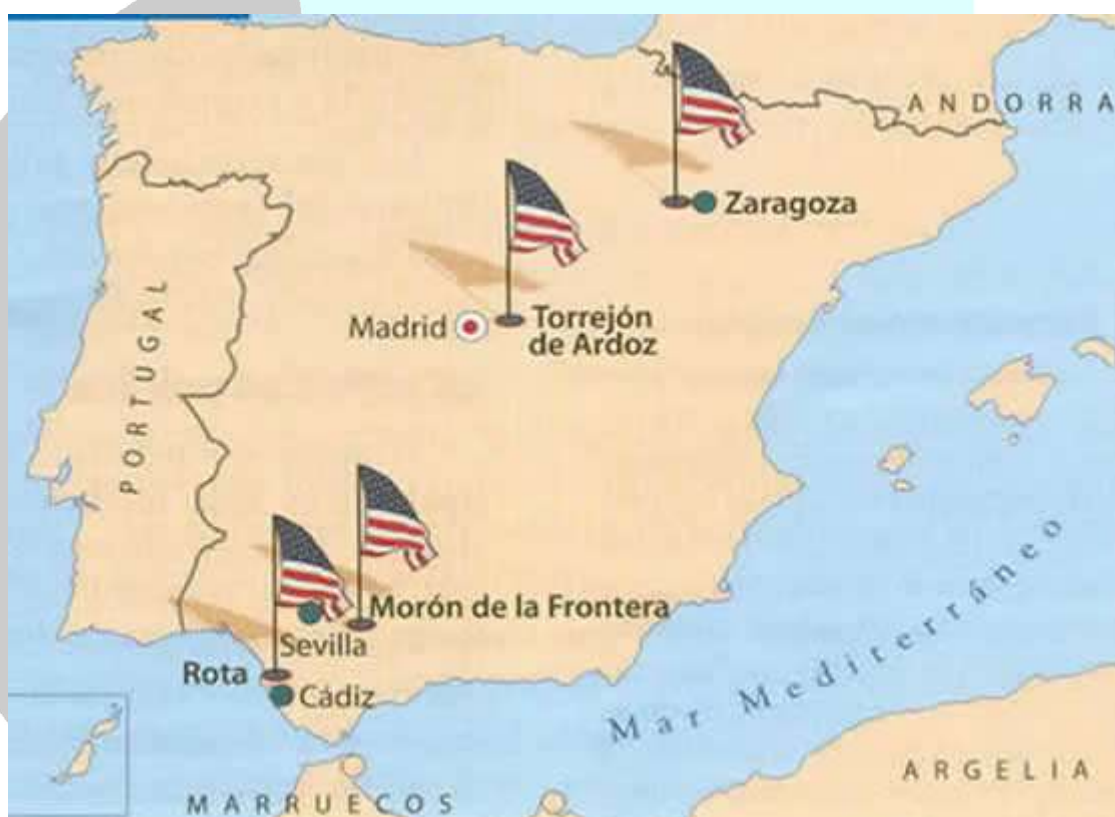 ANDORRA
Zaragoza
Madrid
Torrejón
de Ardoz
PORTUGAL
Morón de la Frontera
Sevilla
Rota
Cádiz
Mar Mediterráneo
ARGELIA
MARRUECOS